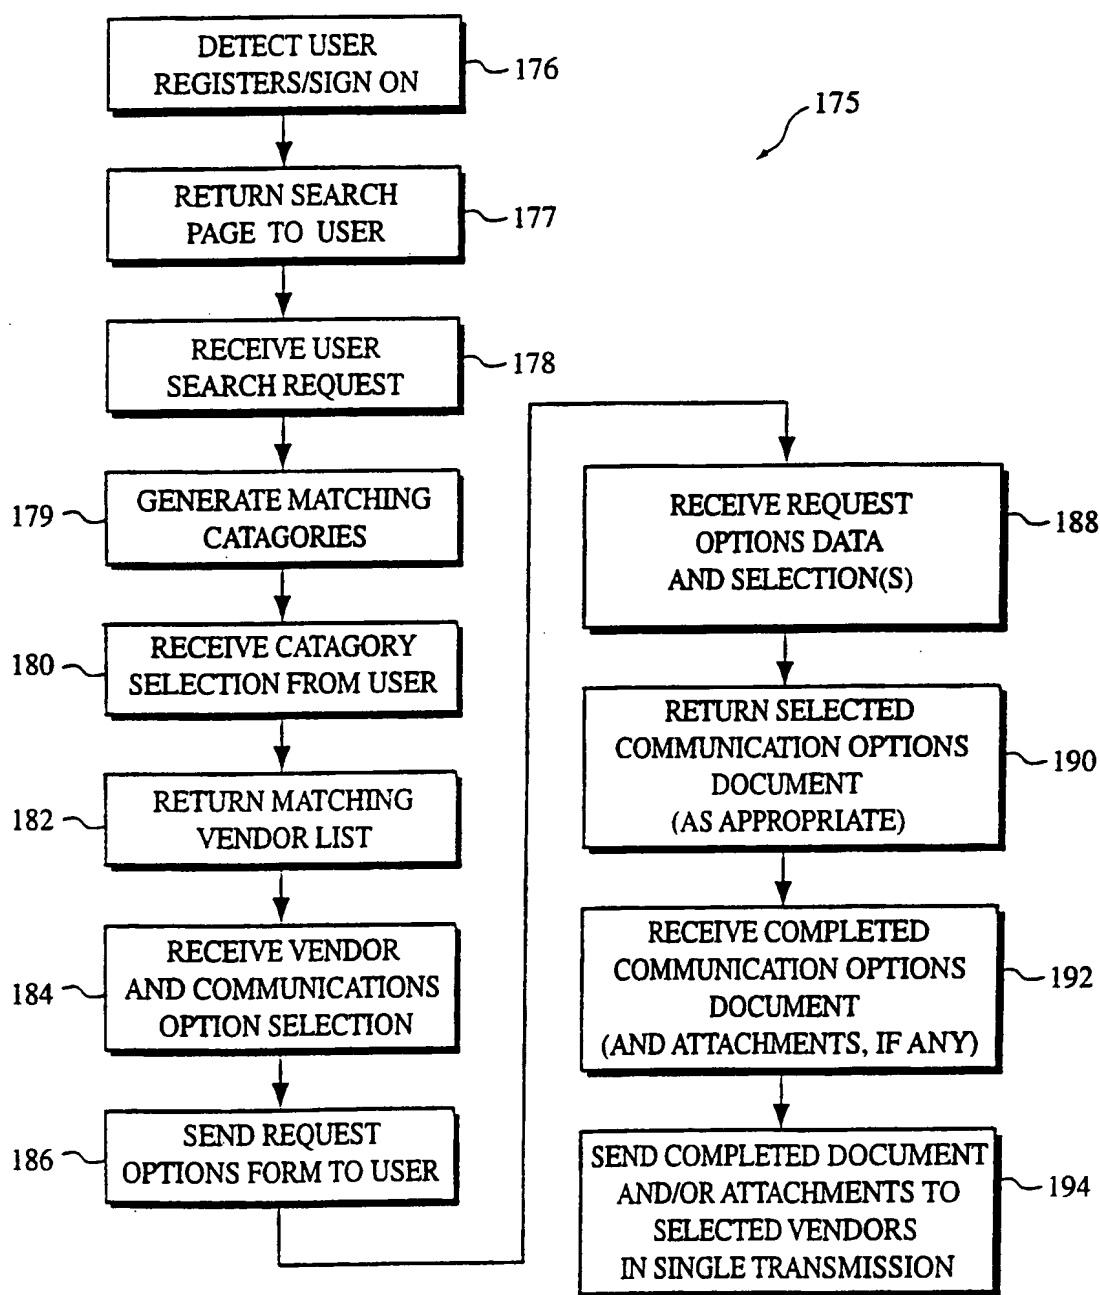 DETECT USER
REGISTERS/SIGN ON
176
175
RETURN SEARCH
PAGE TO USER
177
RECEIVE USER
SEARCH REQUEST
178
GENERATE MATCHING
CATAGORIES
179
RECEIVE CATAGORY
SELECTION FROM USER
180
RETURN MATCHING
VENDOR LIST
182
RECEIVE VENDOR
AND COMMUNICATIONS
OPTION SELECTION
184
SEND REQUEST
OPTIONS FORM TO USER
186
RECEIVE REQUEST
OPTIONS DATA
AND SELECTION(S)
188
RETURN SELECTED
COMMUNICATION OPTIONS
DOCUMENT
(AS APPROPRIATE)
190
RECEIVE COMPLETED
COMMUNICATION OPTIONS
DOCUMENT
(AND ATTACHMENTS, IF ANY)
192
SEND COMPLETED DOCUMENT
AND/OR ATTACHMENTS TO
SELECTED VENDORS
IN SINGLE TRANSMISSION
194